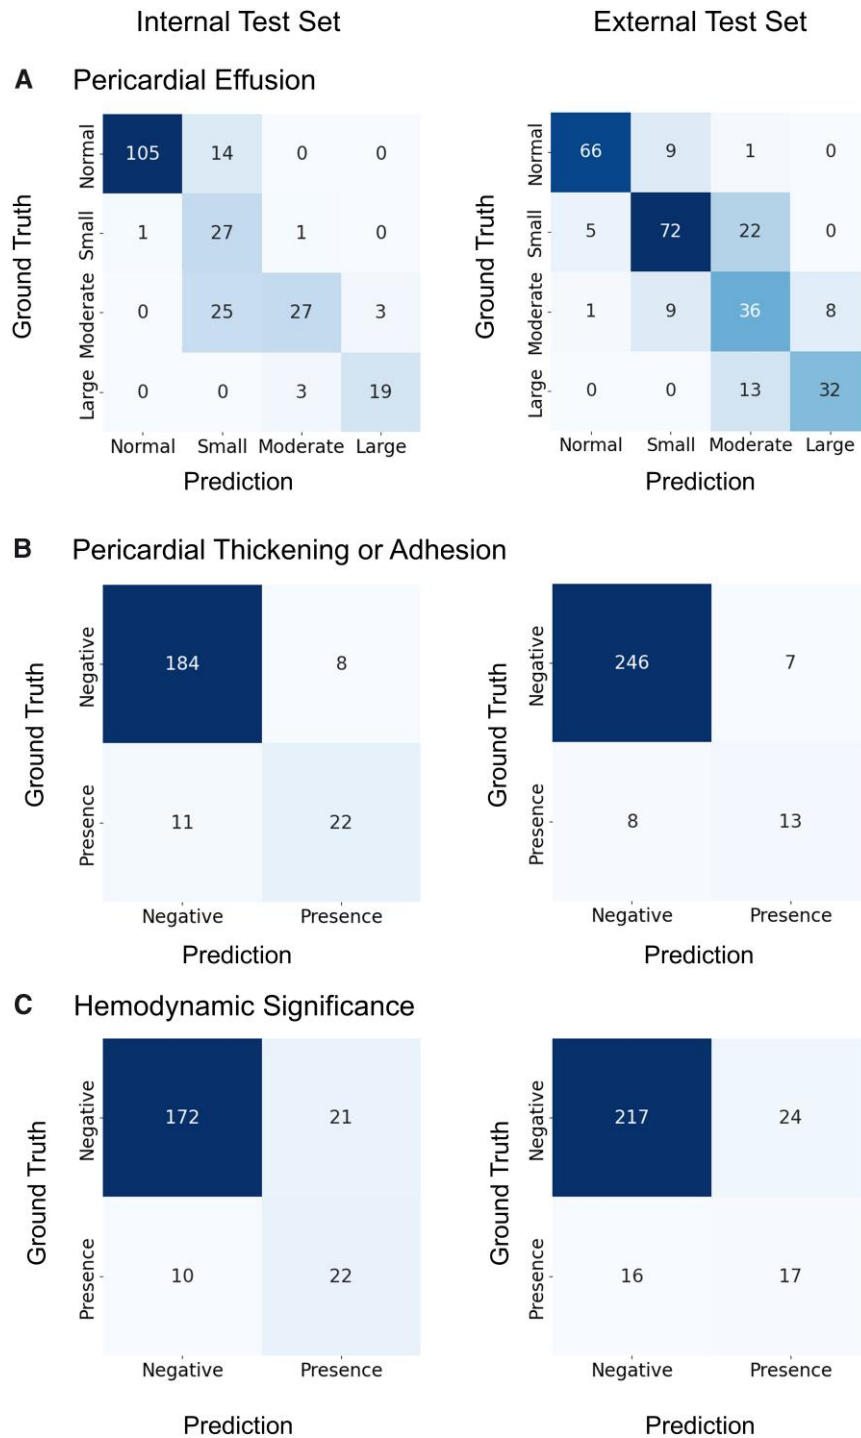 Internal Test Set External Test Set
A Pericardial Effusion
Ground Truth
Normal 105 14 0 0
Small 1 27 1 0
Moderate 0 25 27 3
Large 0 0 3 19
Normal Small Moderate Large
Prediction
Ground Truth
Normal 66 9 1 0
Small 5 72 22 0
Moderate 1 9 36 8
Large 0 0 13 32
Normal Small Moderate Large
Prediction
B Pericardial Thickening or Adhesion
Ground Truth
Negative 184 8
Presence 11 22
Negative Presence
Prediction
Ground Truth
Negative 246 7
Presence 8 13
Negative Presence
Prediction
C Hemodynamic Significance
Ground Truth
Negative 172 21
Presence 10 22
Negative Presence
Prediction
Ground Truth
Negative 217 24
Presence 16 17
Negative Presence
Prediction